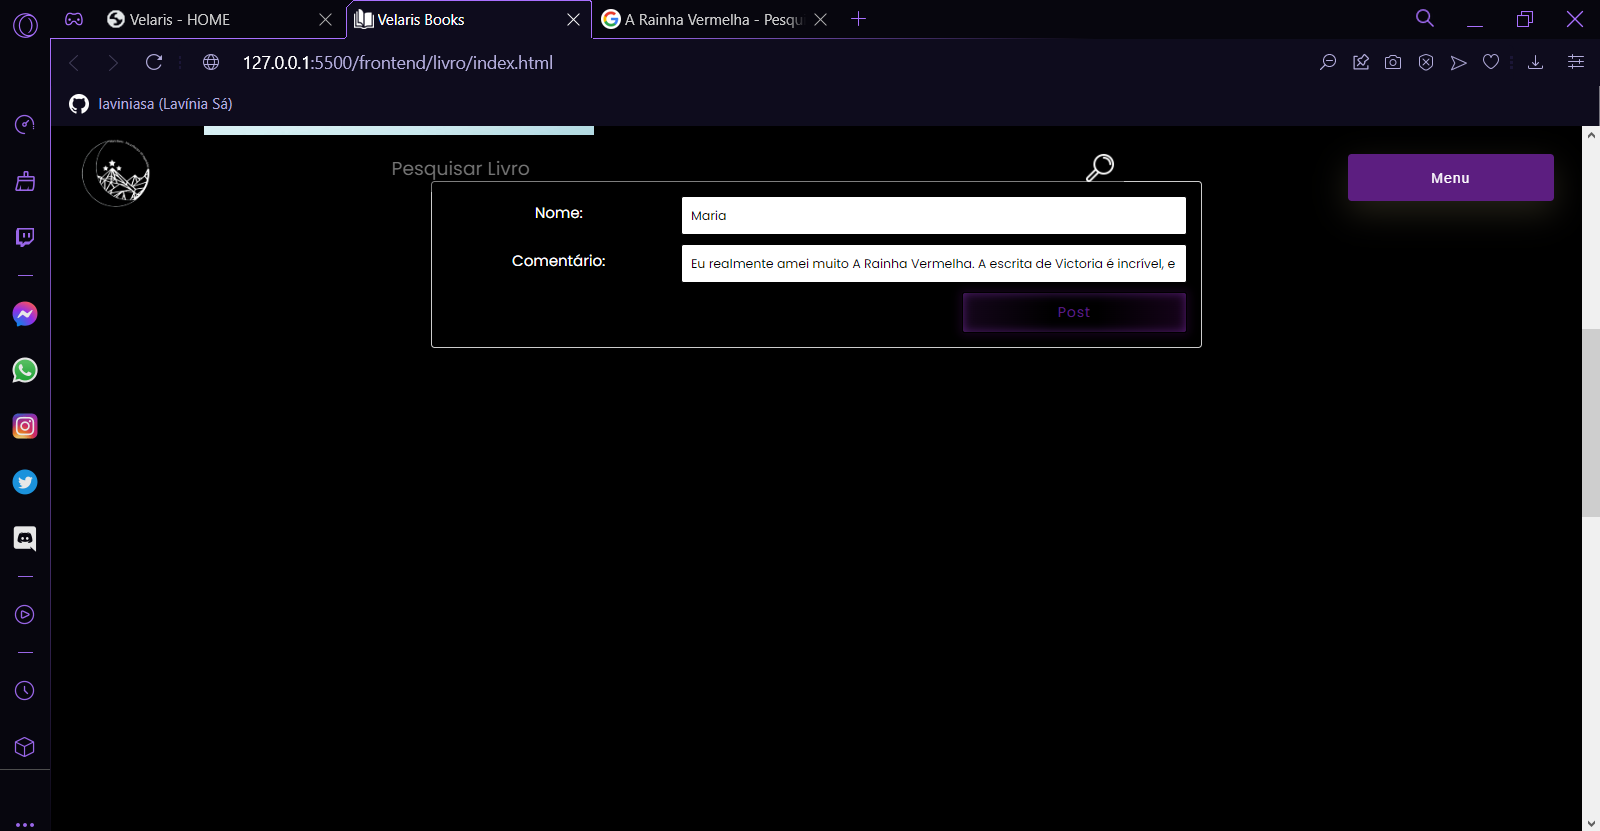 Velaris - HOME
Velaris Books
A Rainha Vermelha - Pesqu
127.0.0.1:5500/frontend/livro/index.html
laviniasa (Lavínia Sá)
Pesquisar Livro
Menu
Nome:
Maria
Comentário:
Eu realmente amei muito A Rainha Vermelha. A escrita de Victoria é incrível, e
Post